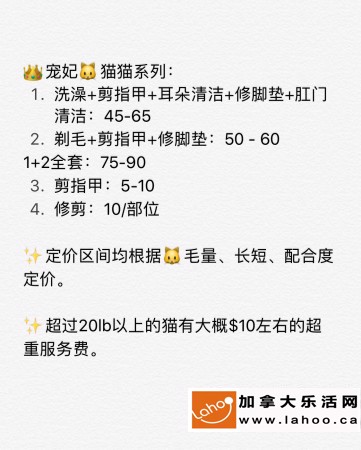 👑宠妃🐱猫猫系列：
1. 洗澡+剪指甲+耳朵清洁+修脚垫+肛门
清洁：45-65
2. 剃毛+剪指甲+修脚垫：50 - 60
1+2全套：75-90
3. 剪指甲：5-10
4. 修剪：10/部位
✨定价区间均根据🐱毛量、长短、配合度
定价。
✨超过20lb以上的猫有大概$10左右的超
重服务费。
Lahoo
加拿大乐活网
www.lahoo.ca